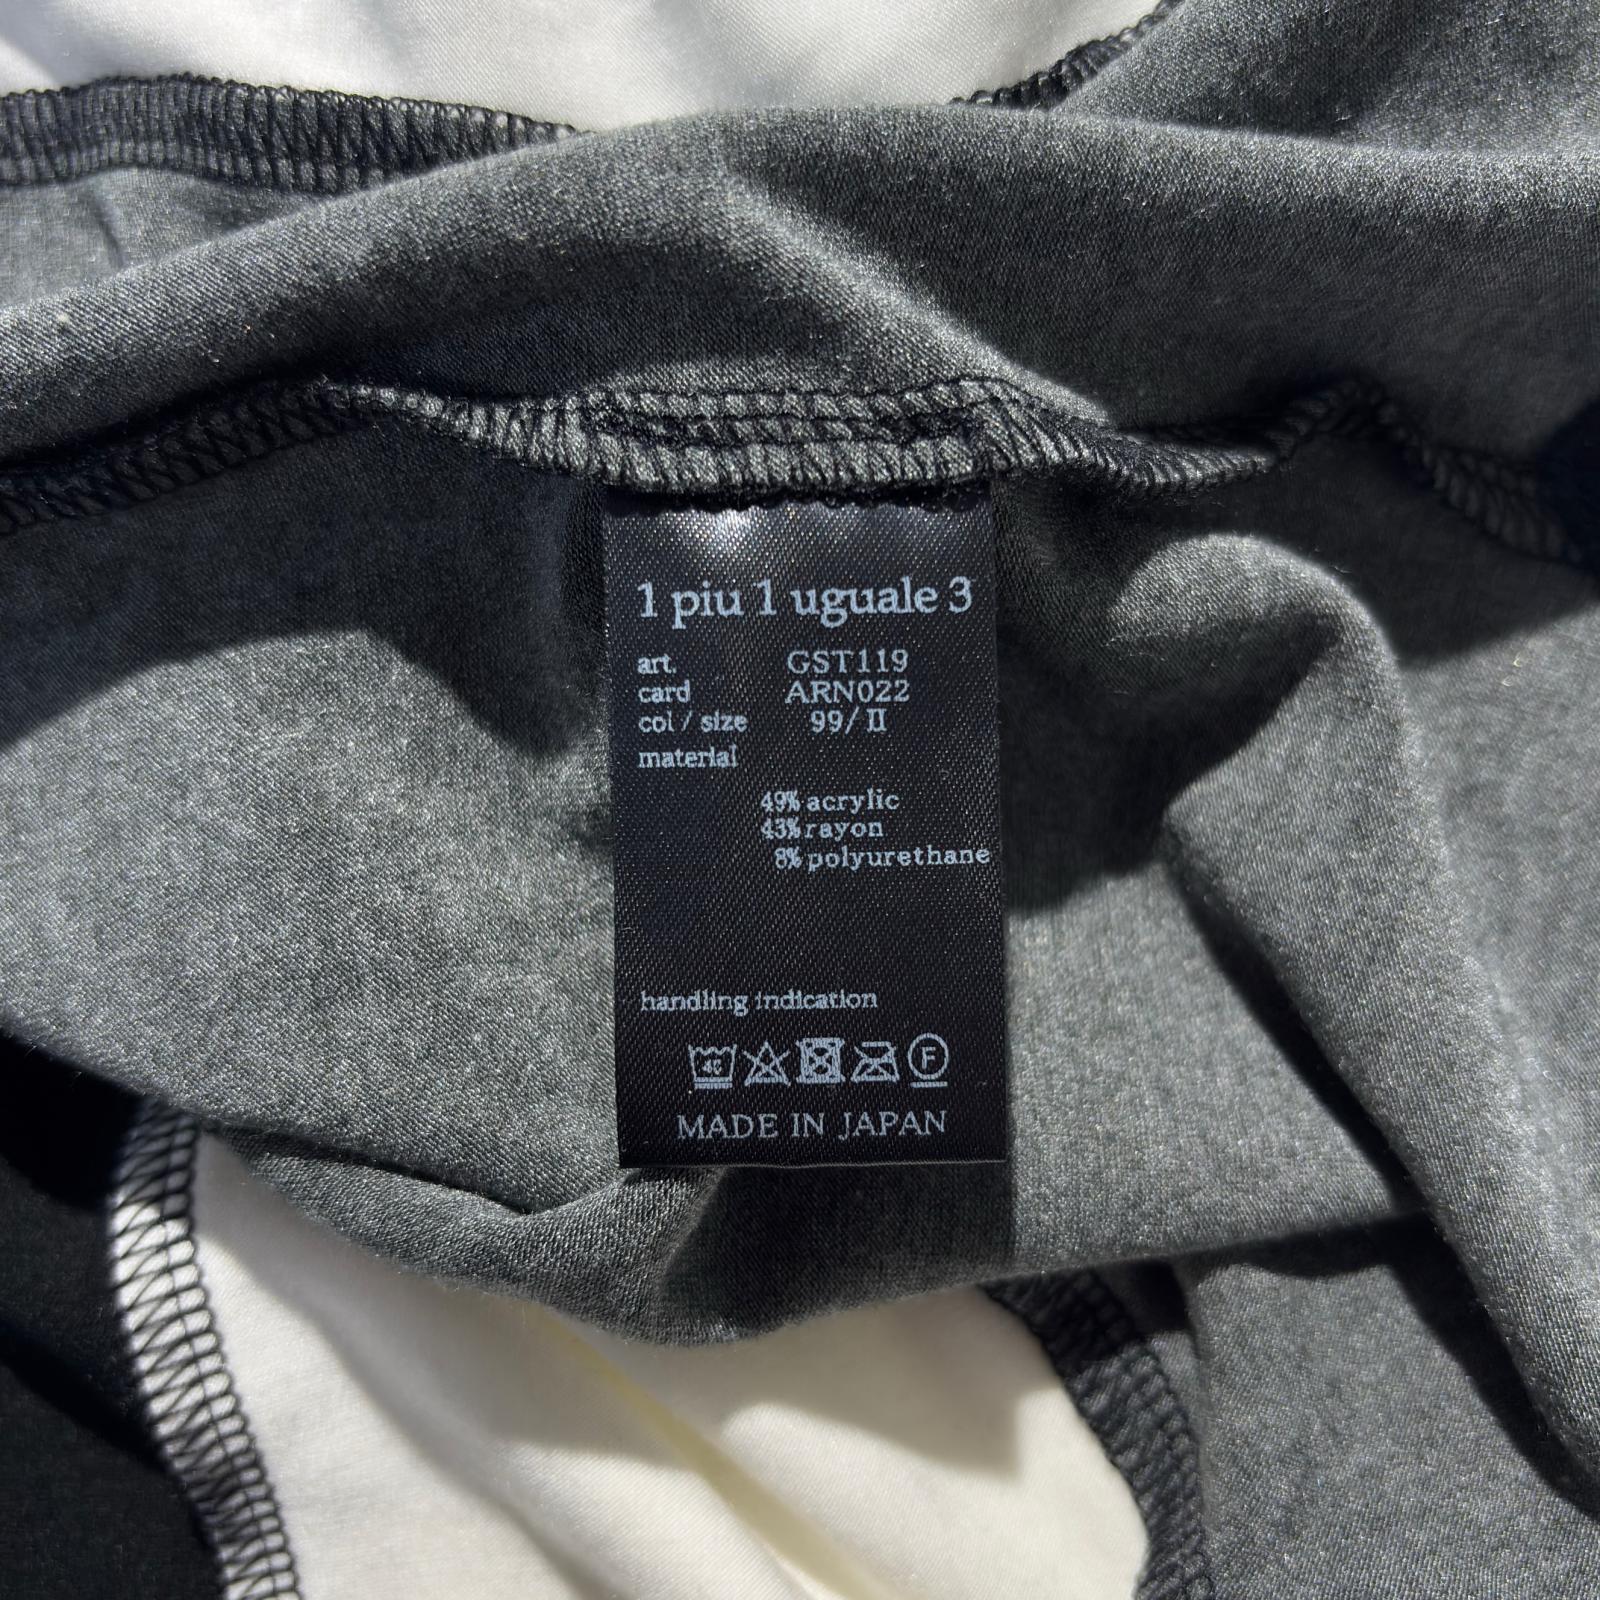 1 piu 1 uguale 3
art. GST119
card ARN022
col / size 99/Ⅱ
material
49% acrylic
43% rayon
8% polyurethane
handling indication
40 F
MADE IN JAPAN